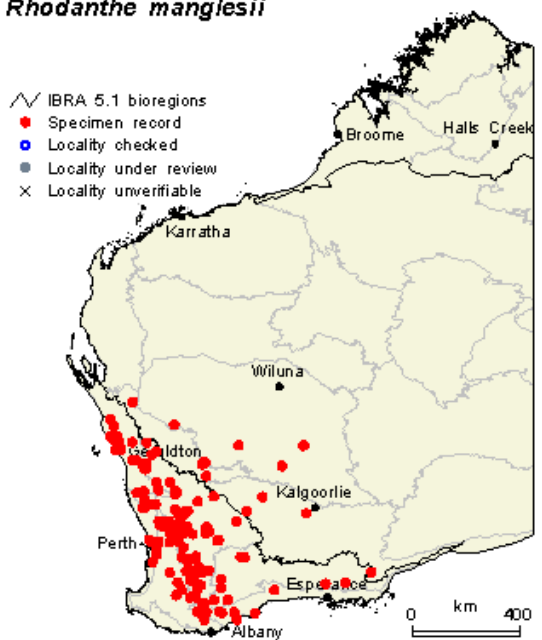 Rhodanthe manglesii
IBRA 5.1 bioregions
Specimen record
Locality checked
Locality under review
Locality unverifiable
Broome
Halls Creek
Karratha
Wiluna
Geraldton
Kalgoorlie
Perth
Esperance
Albany
0 km 400